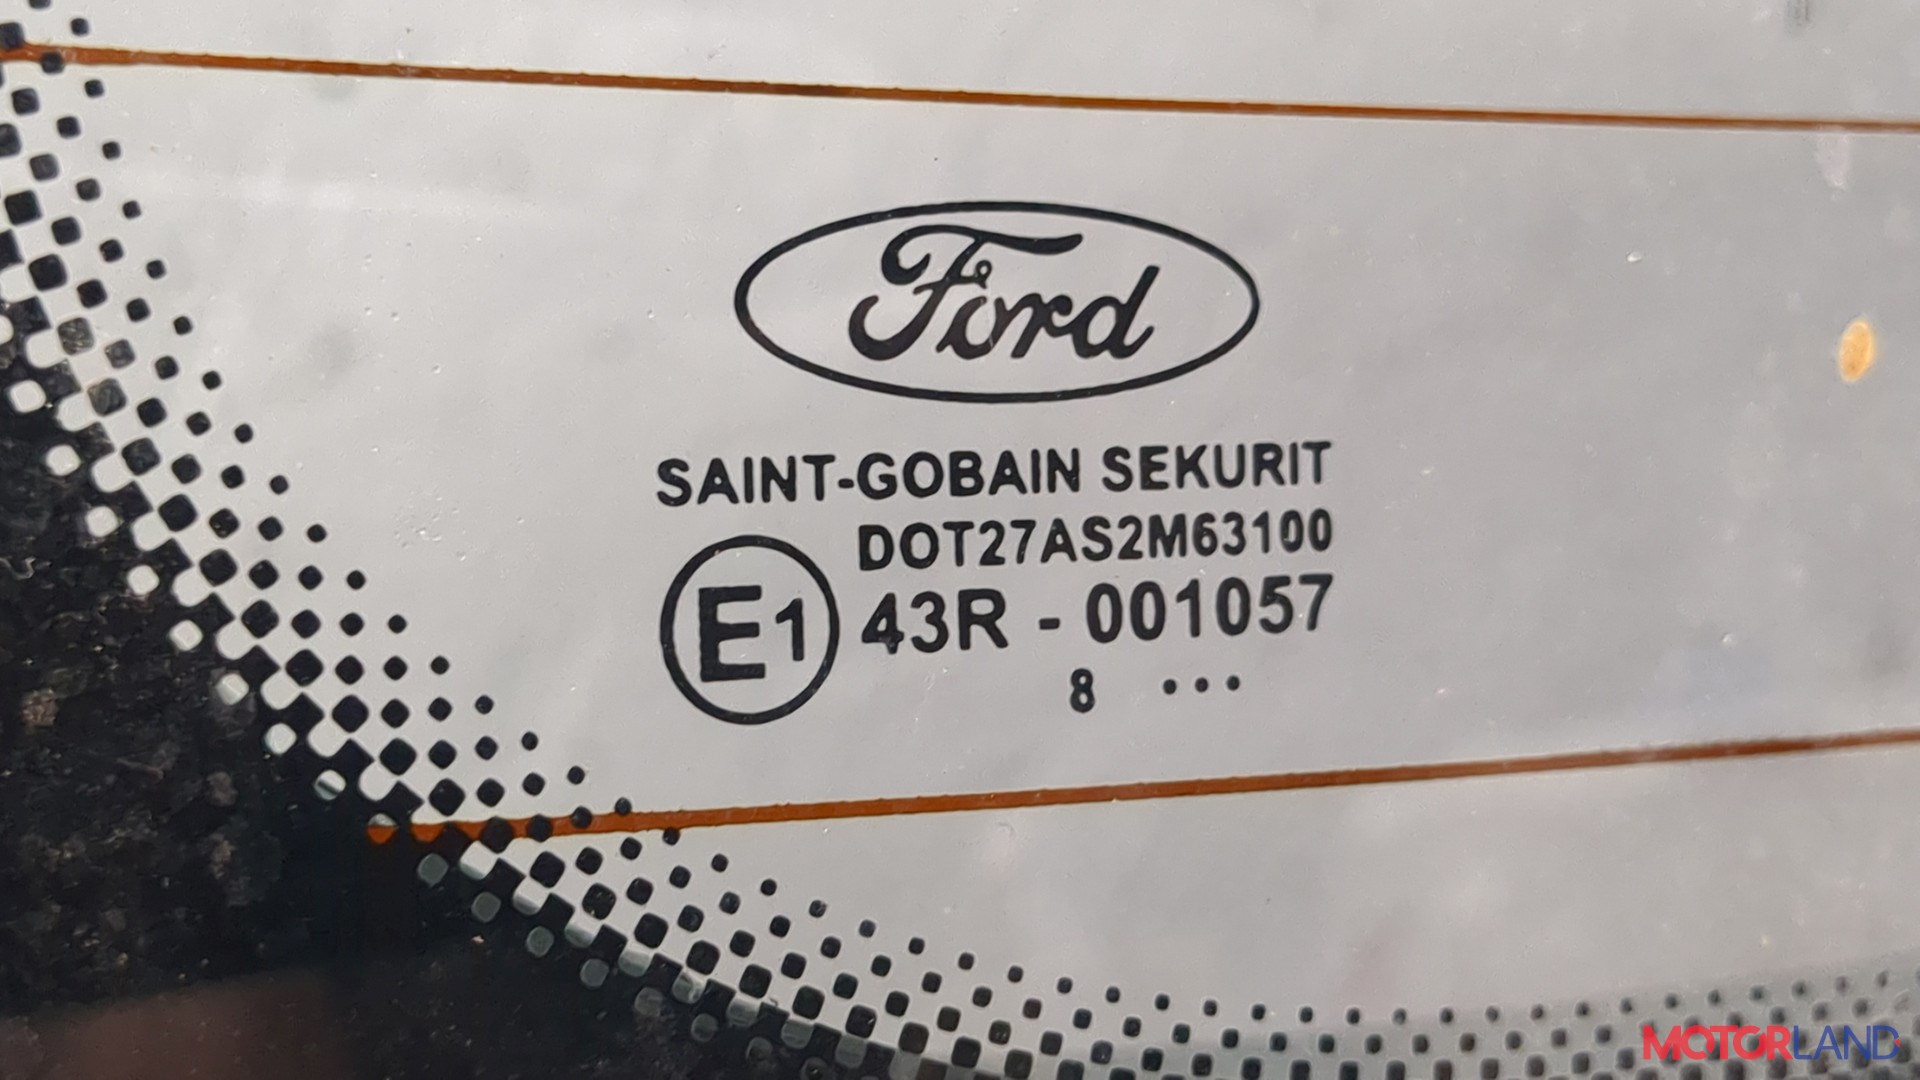 Ford
SAINT-GOBAIN SEKURIT
DOT27AS2M63100
E1 43R - 001057
8 •••
MOTORLAND